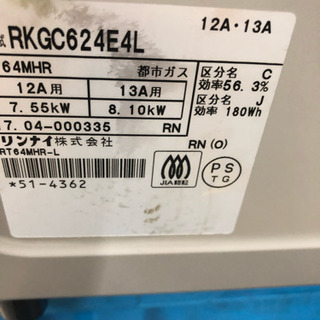 RKGC624E4L 12A・13A
64MHR 都市ガス 区分名 C
12A用 13A用 効率56.3%
7.55kW 8.10kW 区分名 J
効率 180Wh
7.04-000335 RN
リンナイ株式会社 RN (O)
RT64MHR-L
*51-4362
JIA認証
PS
TG